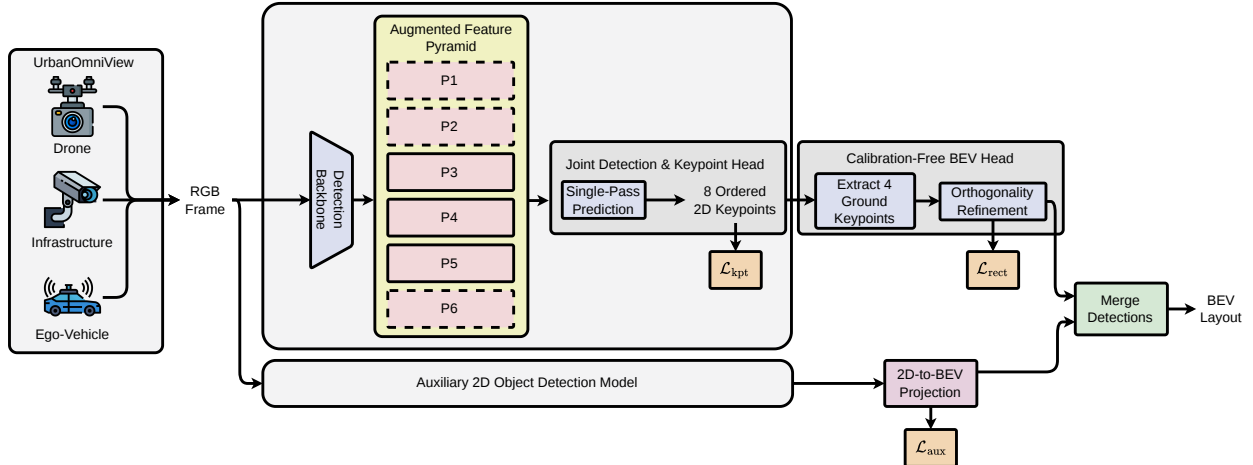 UrbanOmniView
Drone
Infrastructure
Ego-Vehicle
RGB
Frame
Detection
Backbone
Augmented Feature
Pyramid
P1
P2
P3
P4
P5
P6
Joint Detection & Keypoint Head
Single-Pass
Prediction
8 Ordered
2D Keypoints
ℒkpt
Calibration-Free BEV Head
Extract 4
Ground
Keypoints
Orthogonality
Refinement
ℒrect
Auxiliary 2D Object Detection Model
2D-to-BEV
Projection
ℒaux
Merge
Detections
BEV
Layout